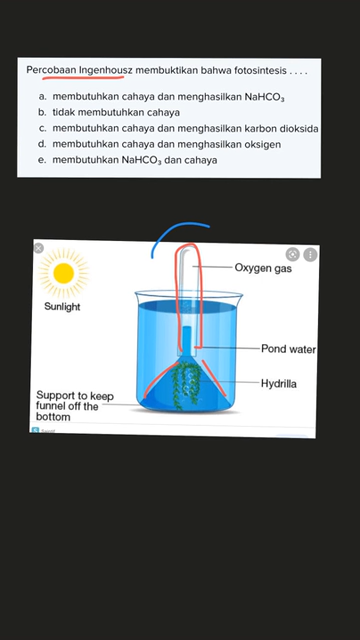 Percobaan Ingenhousz membuktikan bahwa fotosintesis . . . .
a. membutuhkan cahaya dan menghasilkan NaHCO₃
b. tidak membutuhkan cahaya
c. membutuhkan cahaya dan menghasilkan karbon dioksida
d. membutuhkan cahaya dan menghasilkan oksigen
e. membutuhkan NaHCO₃ dan cahaya
Sunlight
Oxygen gas
Pond water
Hydrilla
Support to keep
funnel off the
bottom